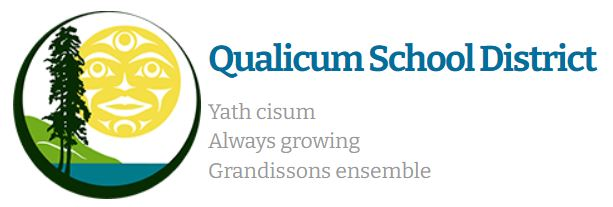 Qualicum School District
Yath cisum
Always growing
Grandissons ensemble